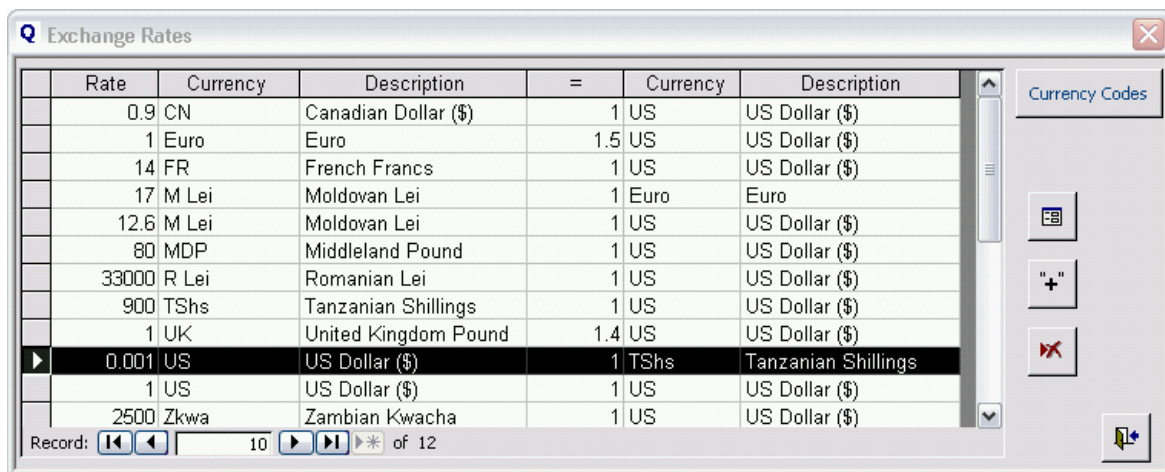 Q Exchange Rates
Rate Currency Description = Currency Description
Currency Codes
0.9 CN Canadian Dollar ($) 1 US US Dollar ($)
1 Euro Euro 1.5 US US Dollar ($)
14 FR French Francs 1 US US Dollar ($)
17 M Lei Moldovan Lei 1 Euro Euro
12.6 M Lei Moldovan Lei 1 US US Dollar ($)
80 MDP Middleland Pound 1 US US Dollar ($)
33000 R Lei Romanian Lei 1 US US Dollar ($)
"+"
900 TShs Tanzanian Shillings 1 US US Dollar ($)
1 UK United Kingdom Pound 1.4 US US Dollar ($)
0.001 US US Dollar ($) 1 TShs Tanzanian Shillings
1 US US Dollar ($) 1 US US Dollar ($)
2500 Zkwa Zambian Kwacha 1 US US Dollar ($)
Record: 10 of 12